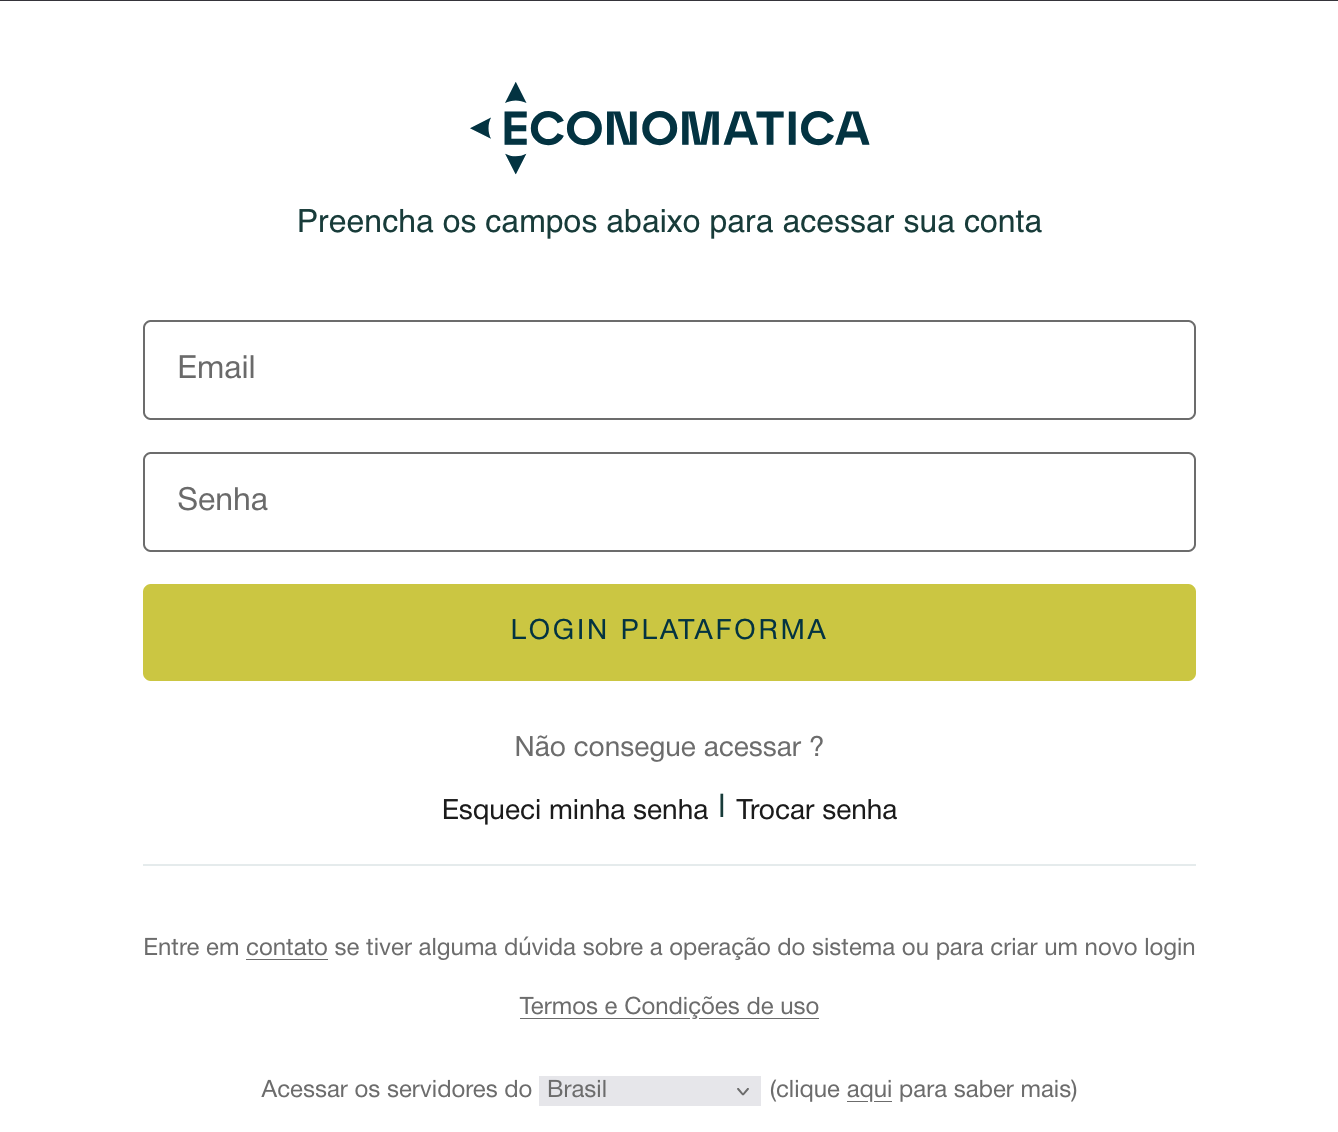 ECONOMATICA
Preencha os campos abaixo para acessar sua conta
Email
Senha
LOGIN PLATAFORMA
Não consegue acessar ?
Esqueci minha senha | Trocar senha
Entre em contato se tiver alguma dúvida sobre a operação do sistema ou para criar um novo login
Termos e Condições de uso
Acessar os servidores do Brasil (clique aqui para saber mais)